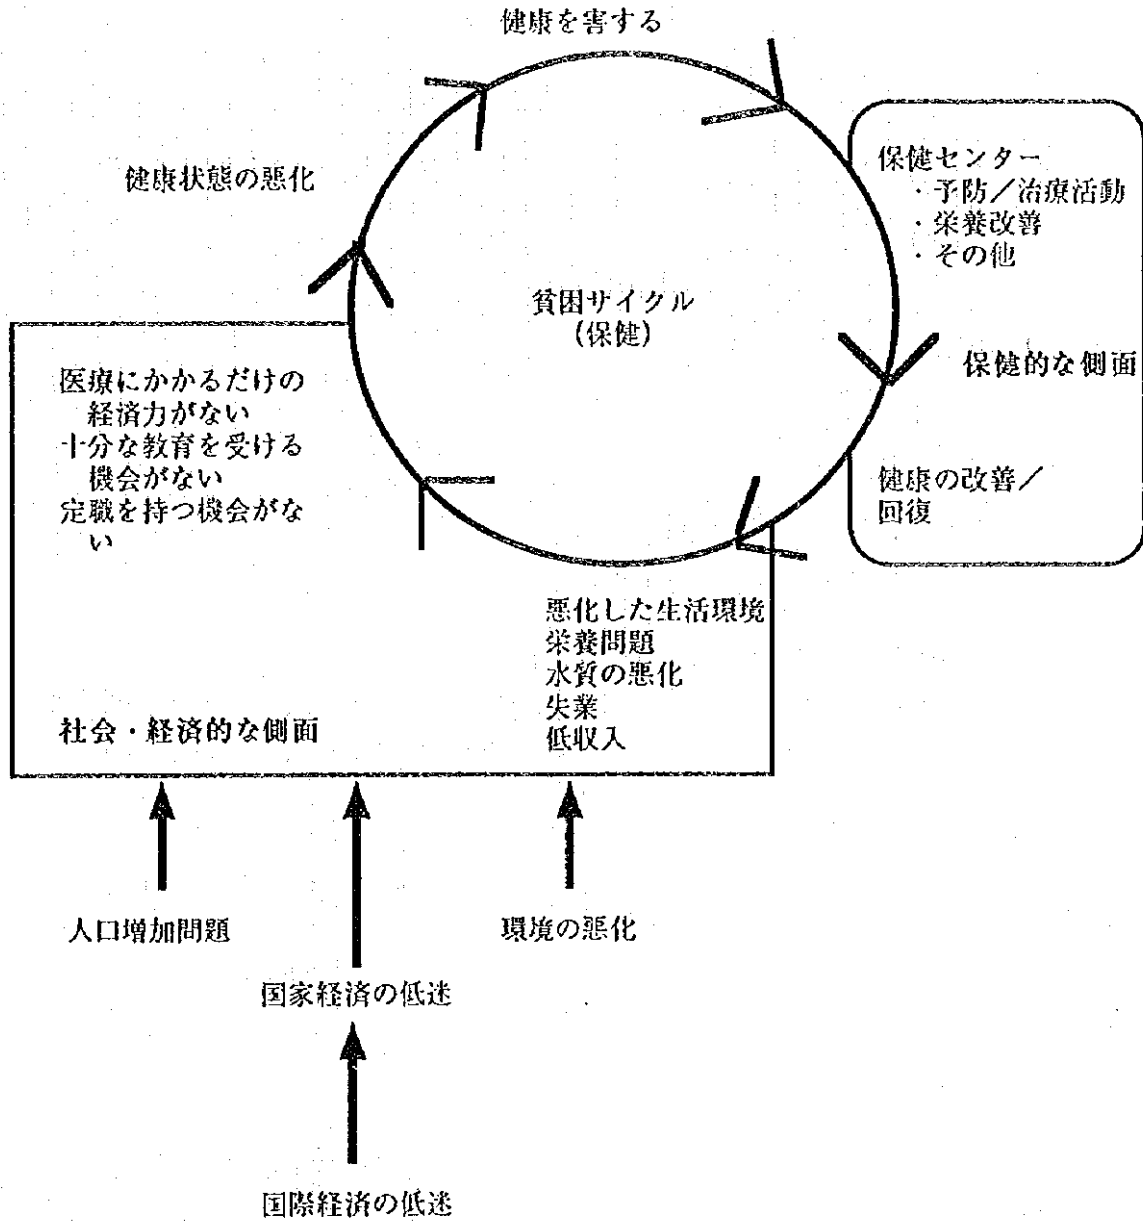 健康を害する
健康状態の悪化
保健センター
・予防／治療活動
・栄養改善
・その他
貧困サイクル
(保健)
保健的な側面
医療にかかるだけの
経済力がない
十分な教育を受ける
機会がない
定職を持つ機会がな
い
健康の改善／
回復
悪化した生活環境
栄養問題
水質の悪化
失業
低収入
社会・経済的な側面
人口増加問題
環境の悪化
国家経済の低迷
国際経済の低迷